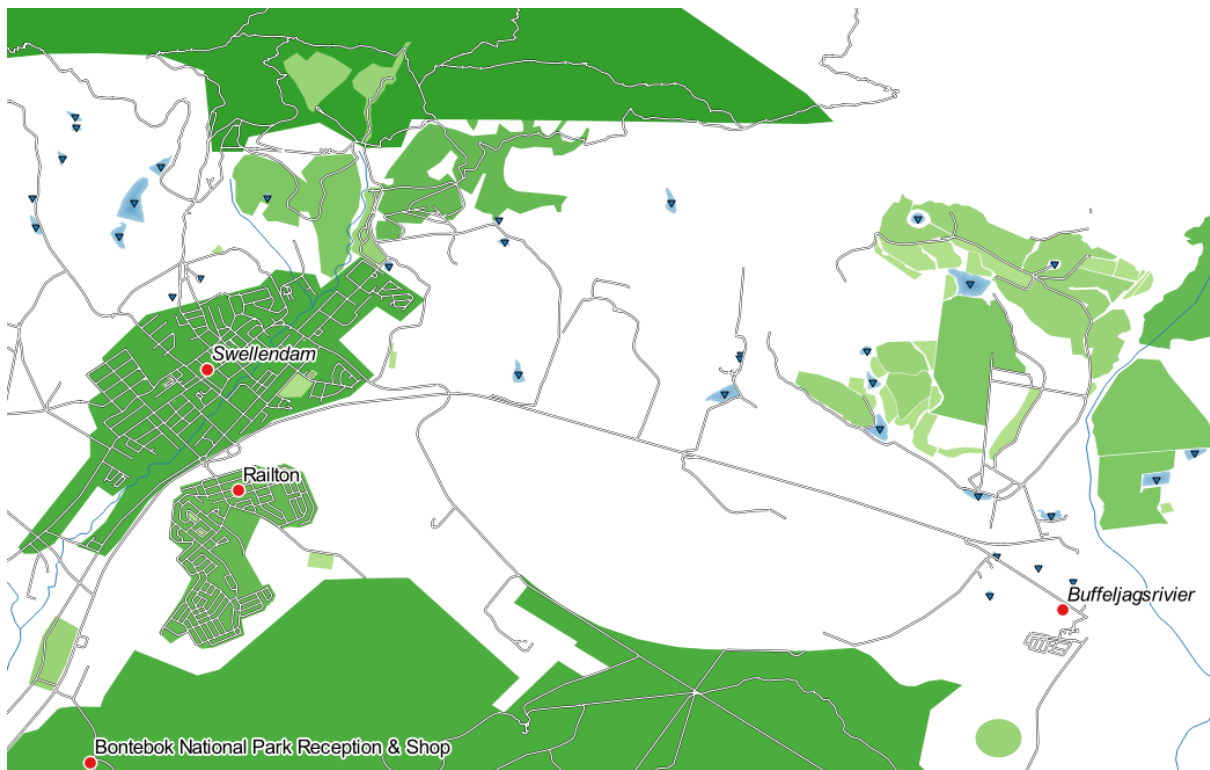 Swellendam
Railton
Buffeljagsrivier
Bontebok National Park Reception & Shop